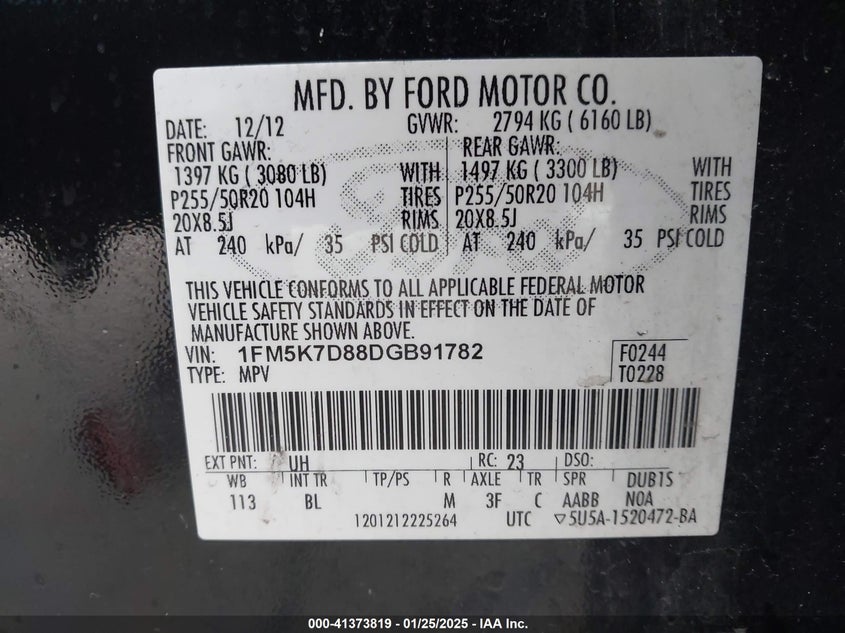 MFD. BY FORD MOTOR CO.
DATE: 12/12 GVWR: 2794 KG ( 6160 LB)
FRONT GAWR: REAR GAWR:
1397 KG ( 3080 LB) WITH 1497 KG ( 3300 LB) WITH
P255/50R20 104H TIRES P255/50R20 104H TIRES
20X8.5J RIMS 20X8.5J RIMS
AT 240 kPa/ 35 PSI COLD AT 240 kPa/ 35 PSI COLD
THIS VEHICLE CONFORMS TO ALL APPLICABLE FEDERAL MOTOR
VEHICLE SAFETY STANDARDS IN EFFECT ON THE DATE OF
MANUFACTURE SHOWN ABOVE.
VIN: 1FM5K7D88DGB91782 F0244
TYPE: MPV T0228
EXT PNT: UH RC: 23 DSO:
WB INT TR TP/PS R AXLE TR SPR DUBTS
113 BL M 3F C AABB NOA
1201212225264 UTC ▽5U5A-1520472-BA
000-41373819 | 01/25/2025 | © IAA, Inc.